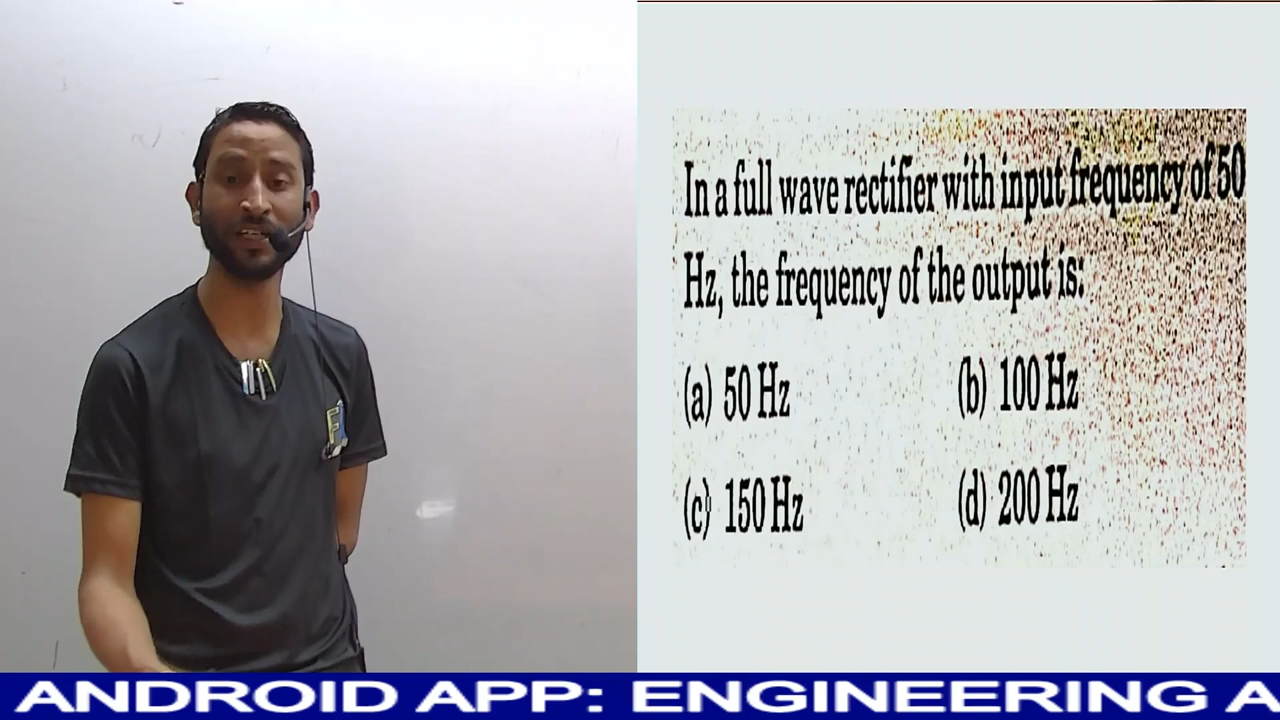 In a full wave rectifier with input frequency of 50
Hz, the frequency of the output is:
(a) 50 Hz (b) 100 Hz
(c) 150 Hz (d) 200 Hz
ANDROID APP: ENGINEERING A